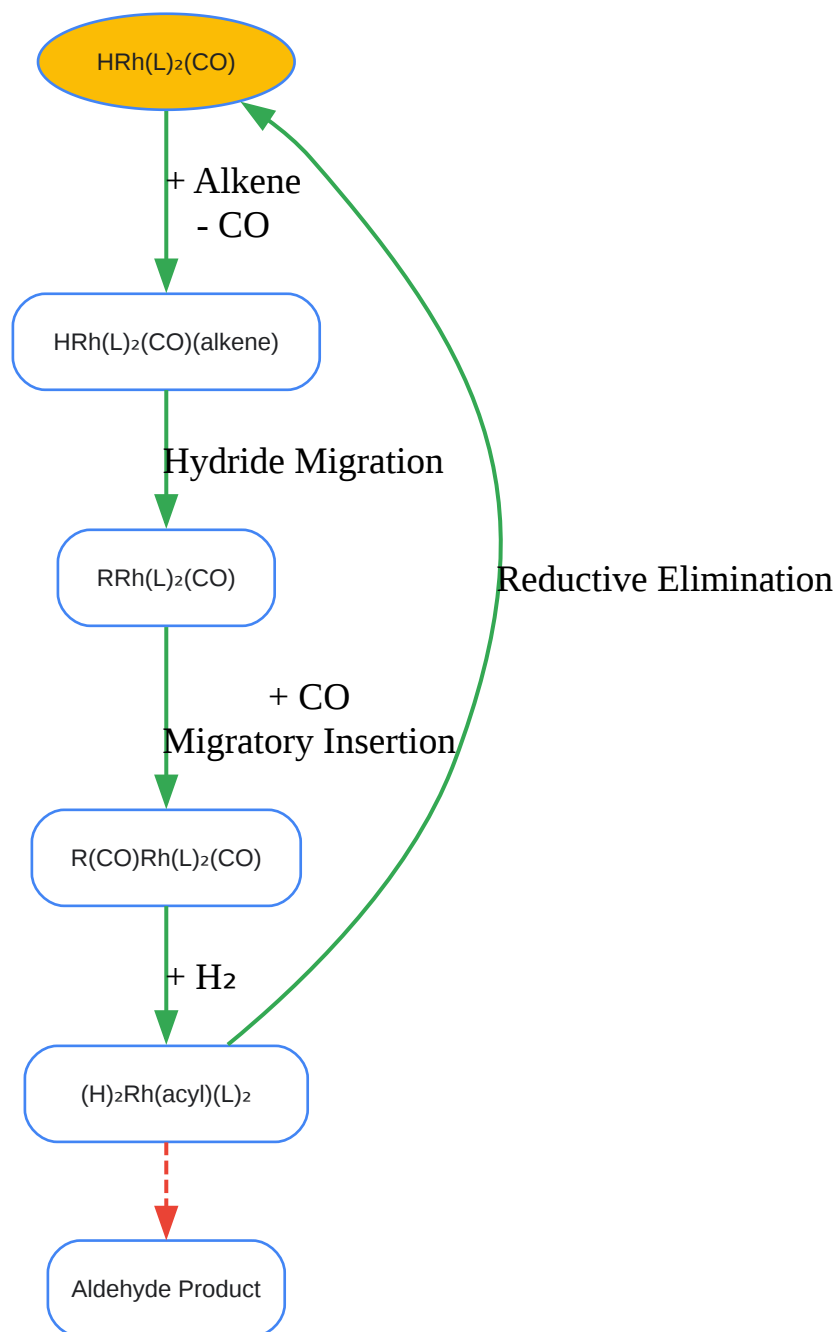 HRh(L)₂(CO)
+ Alkene
- CO
HRh(L)₂(CO)(alkene)
Hydride Migration
RRh(L)₂(CO)
Reductive Elimination
+ CO
Migratory Insertion
R(CO)Rh(L)₂(CO)
+ H₂
(H)₂Rh(acyl)(L)₂
Aldehyde Product